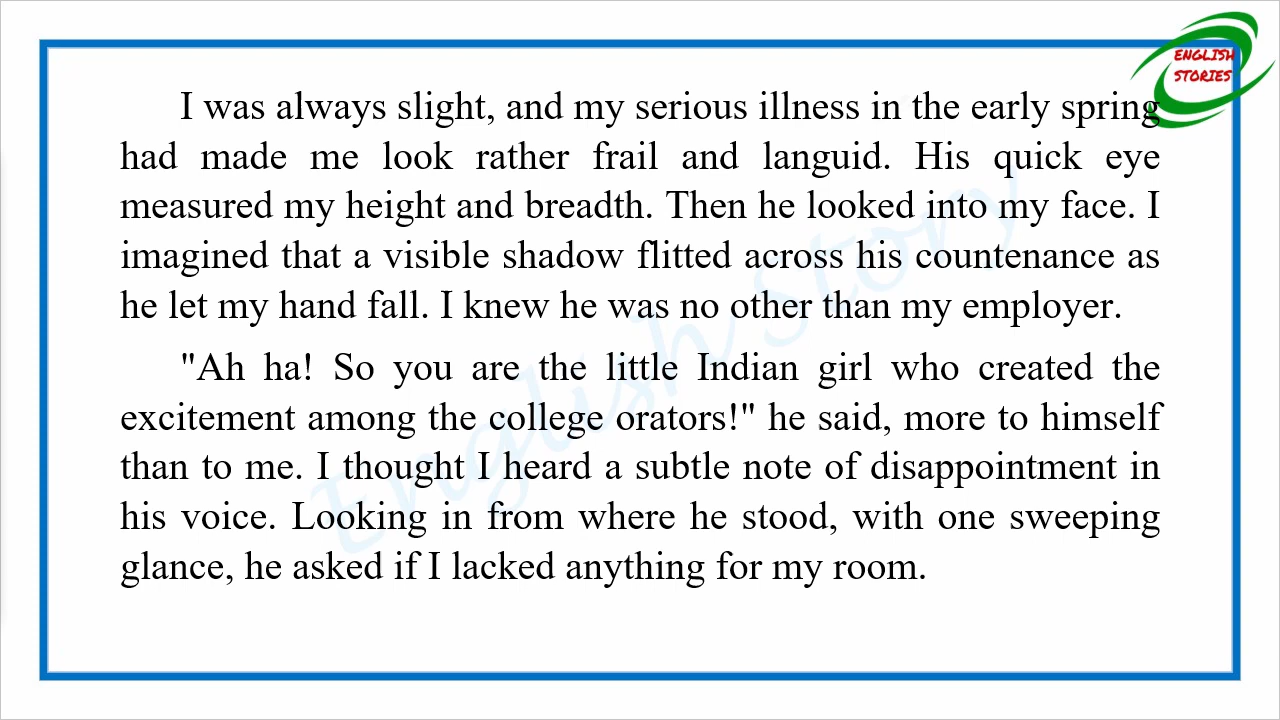 ENGLISH
STORIES
I was always slight, and my serious illness in the early spring
had made me look rather frail and languid. His quick eye
measured my height and breadth. Then he looked into my face. I
imagined that a visible shadow flitted across his countenance as
he let my hand fall. I knew he was no other than my employer.
"Ah ha! So you are the little Indian girl who created the
excitement among the college orators!" he said, more to himself
than to me. I thought I heard a subtle note of disappointment in
his voice. Looking in from where he stood, with one sweeping
glance, he asked if I lacked anything for my room.
English Story